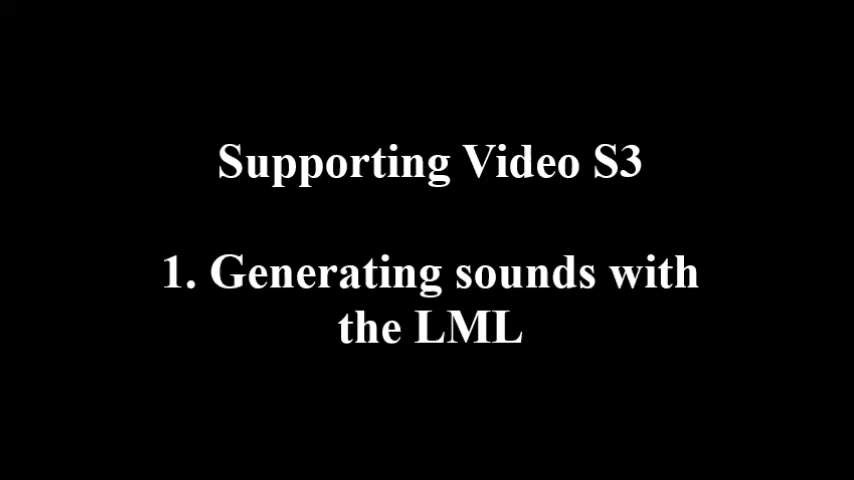 Supporting Video S3
1. Generating sounds with
the LML